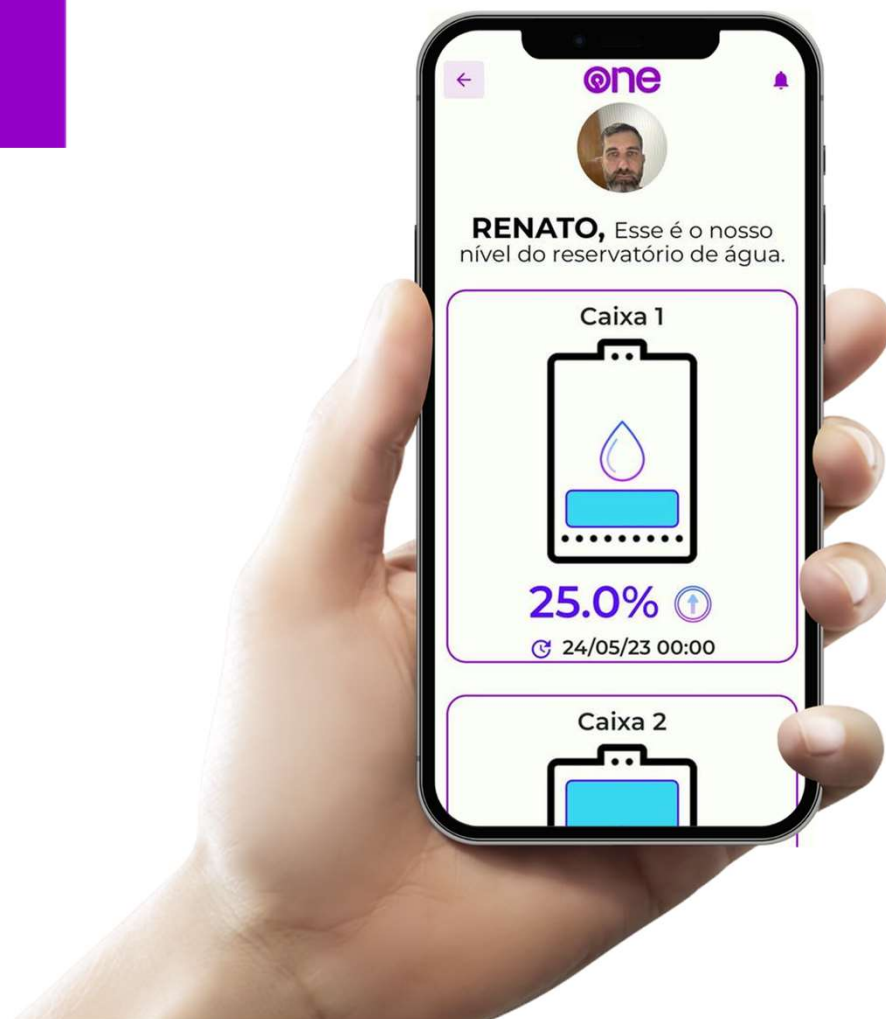 one
RENATO, Esse é o nosso
nível do reservatório de água.
Caixa 1
25.0%
24/05/23 00:00
Caixa 2